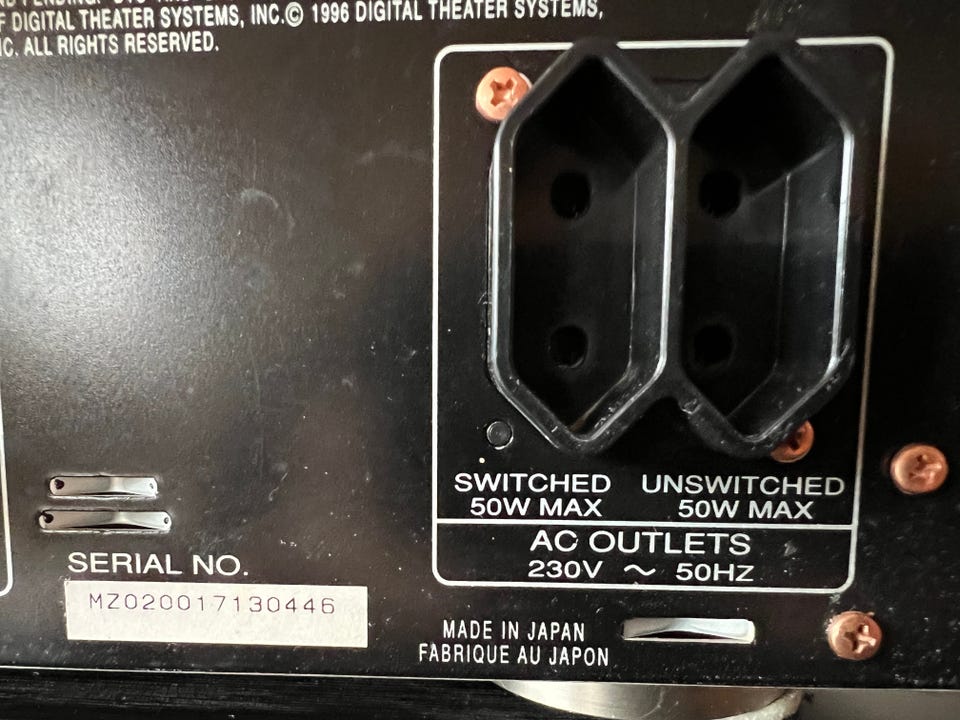 F DIGITAL THEATER SYSTEMS, INC.© 1996 DIGITAL THEATER SYSTEMS,
C. ALL RIGHTS RESERVED.
SWITCHED UNSWITCHED
50W MAX 50W MAX
AC OUTLETS
230V ~ 50HZ
SERIAL NO.
MZ020017130446
MADE IN JAPAN
FABRIQUE AU JAPON